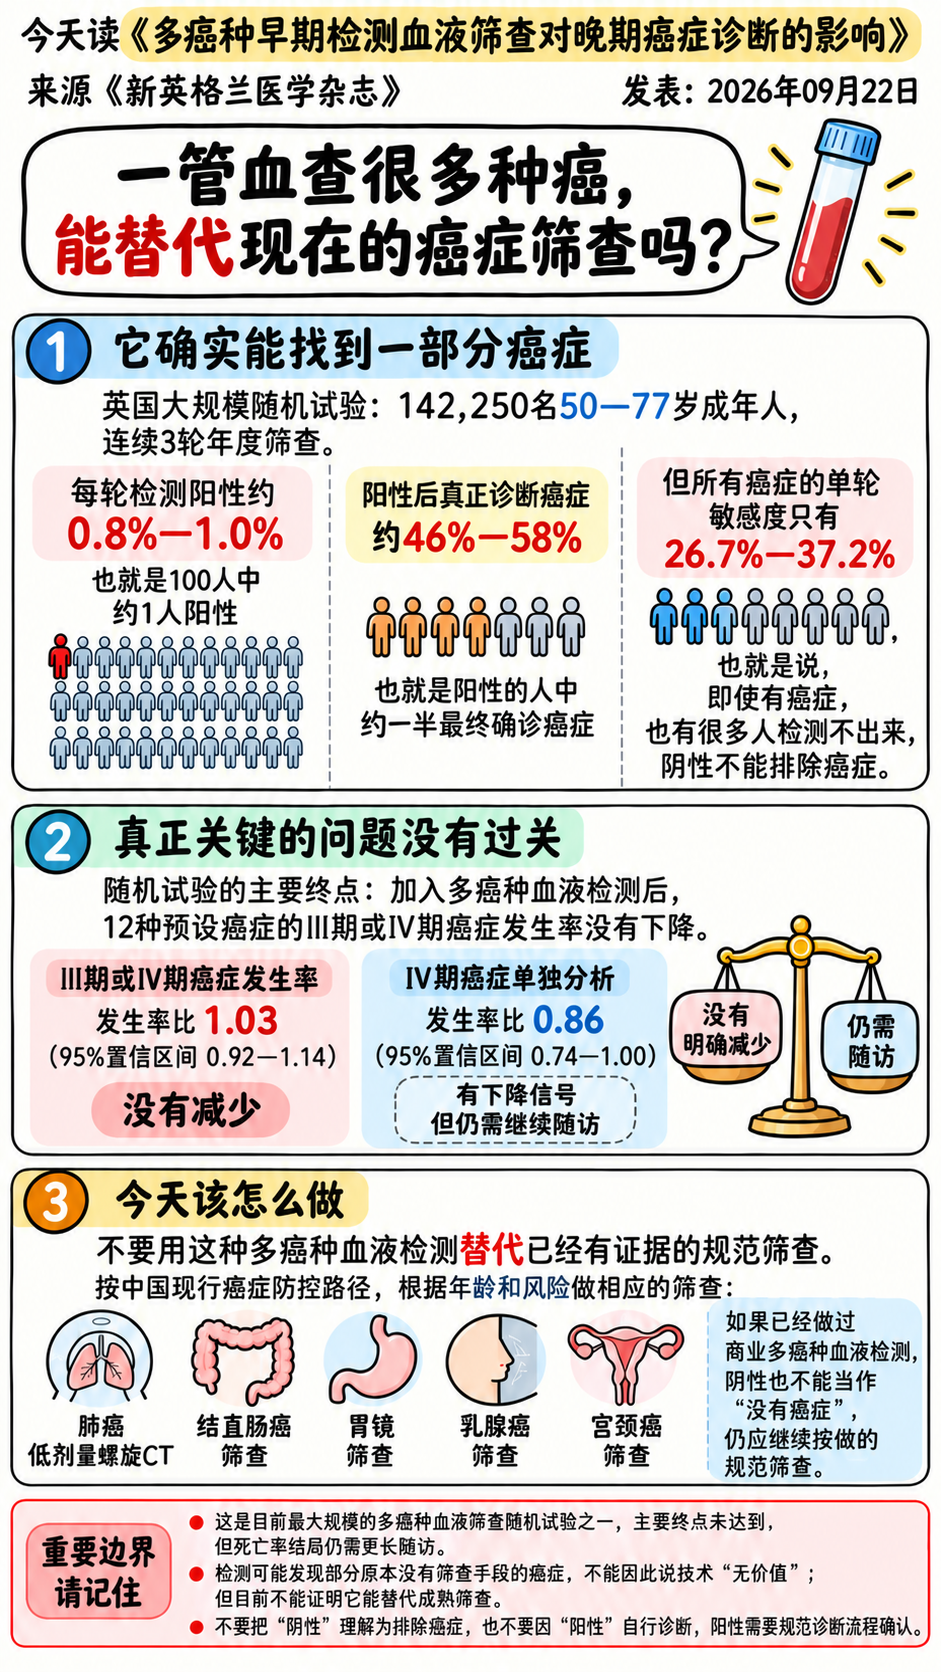 今天读《多癌种早期检测血液筛查对晚期癌症诊断的影响》
来源《新英格兰医学杂志》
发表：2026年09月22日
一管血查很多种癌，
能替代现在的癌症筛查吗？
1 它确实能找到一部分癌症
英国大规模随机试验：142,250名50—77岁成年人，
连续3轮年度筛查。
每轮检测阳性约
0.8%—1.0%
也就是100人中
约1人阳性
阳性后真正诊断癌症
约46%—58%
也就是阳性的人中
约一半最终确诊癌症
但所有癌症的单轮
敏感度只有
26.7%—37.2%
，
也就是说，
即使有癌症，
也有很多人检测不出来，
阴性不能排除癌症。
2 真正关键的问题没有过关
随机试验的主要终点：加入多癌种血液检测后，
12种预设癌症的III期或IV期癌症发生率没有下降。
III期或IV期癌症发生率
发生率比 1.03
（95%置信区间 0.92—1.14）
没有减少
IV期癌症单独分析
发生率比 0.86
（95%置信区间 0.74—1.00）
有下降信号
但仍需继续随访
没有
明确减少
仍需
随访
3 今天该怎么做
不要用这种多癌种血液检测替代已经有证据的规范筛查。
按中国现行癌症防控路径，根据年龄和风险做相应的筛查：
肺癌
低剂量螺旋CT
结直肠癌
筛查
胃镜
筛查
乳腺癌
筛查
宫颈癌
筛查
如果已经做过
商业多癌种血液检测，
阴性也不能当作
“没有癌症”，
仍应继续按做的
规范筛查。
重要边界
请记住
● 这是目前最大规模的多癌种血液筛查随机试验之一，主要终点未达到，
但死亡率结局仍需更长随访。
● 检测可能发现部分原本没有筛查手段的癌症，不能因此说技术“无价值”；
但目前不能证明它能替代成熟筛查。
● 不要把“阴性”理解为排除癌症，也不要因“阳性”自行诊断，阳性需要规范诊断流程确认。